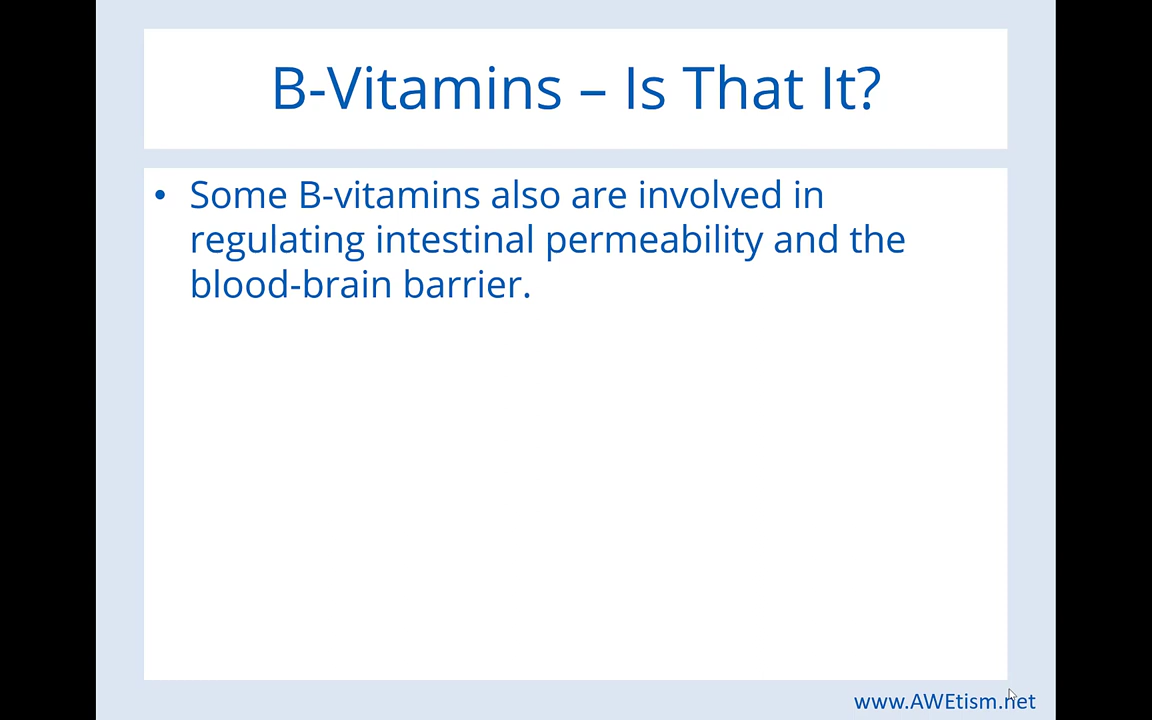 B-Vitamins – Is That It?
• Some B-vitamins also are involved in
regulating intestinal permeability and the
blood-brain barrier.
www.AWEtism.net